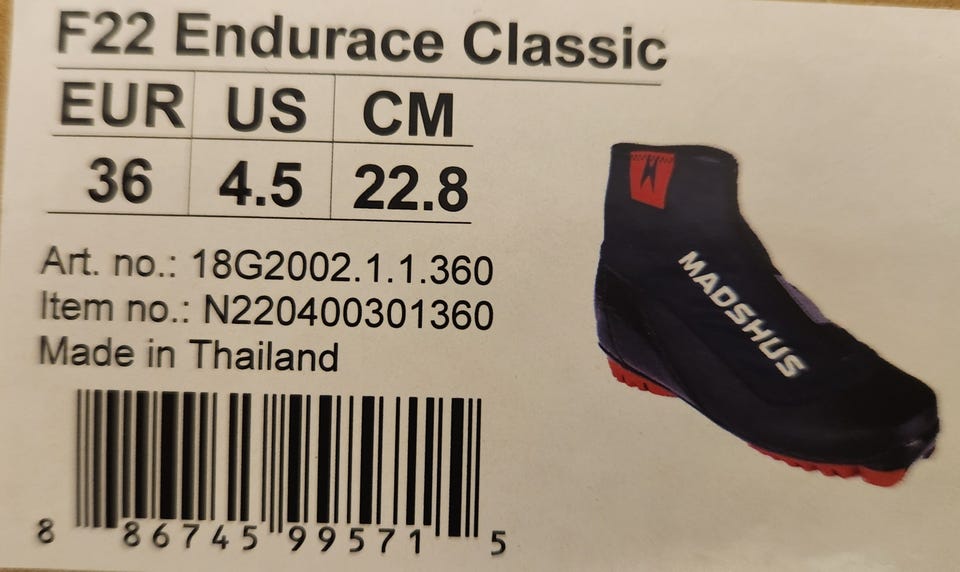 F22 Endurace Classic
EUR US CM
36 4.5 22.8
Art. no.: 18G2002.1.1.360
Item no.: N220400301360
Made in Thailand
8 86745 99571 5
MADSHUS